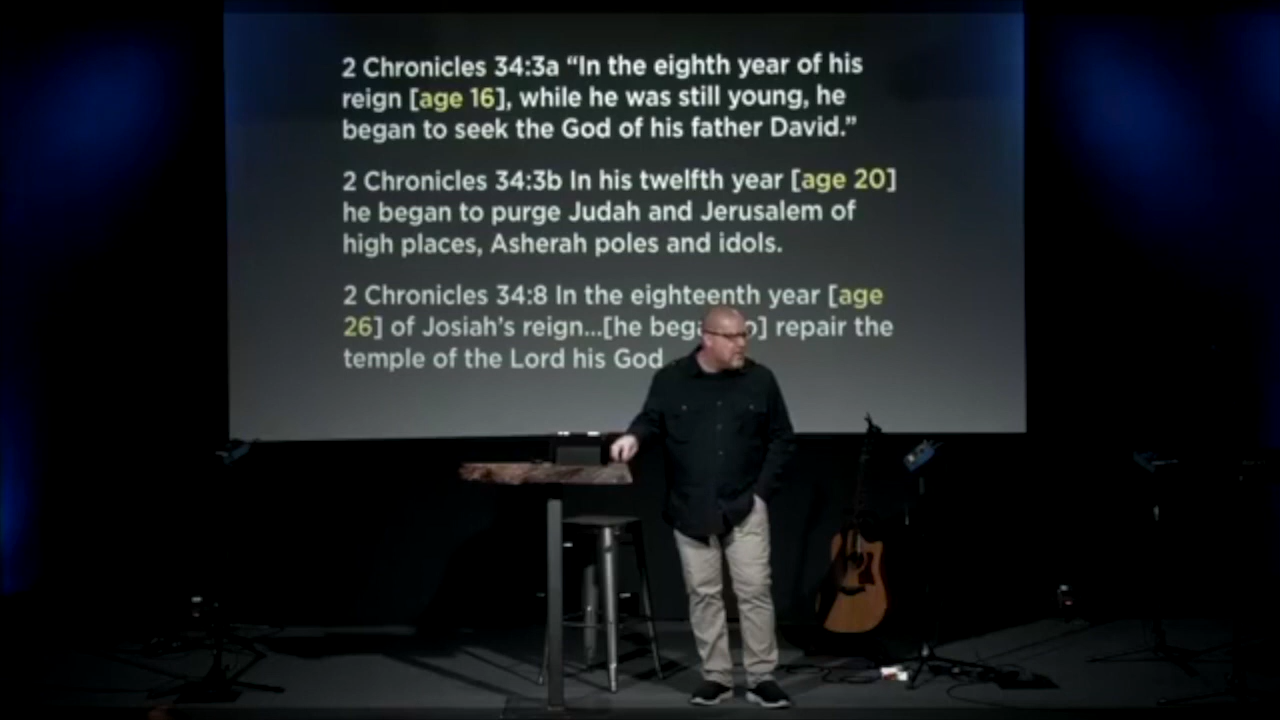 2 Chronicles 34:3a “In the eighth year of his
reign [age 16], while he was still young, he
began to seek the God of his father David.”
2 Chronicles 34:3b In his twelfth year [age 20]
he began to purge Judah and Jerusalem of
high places, Asherah poles and idols.
2 Chronicles 34:8 In the eighteenth year [age
26] of Josiah’s reign...[he repair the
temple of the Lord his God